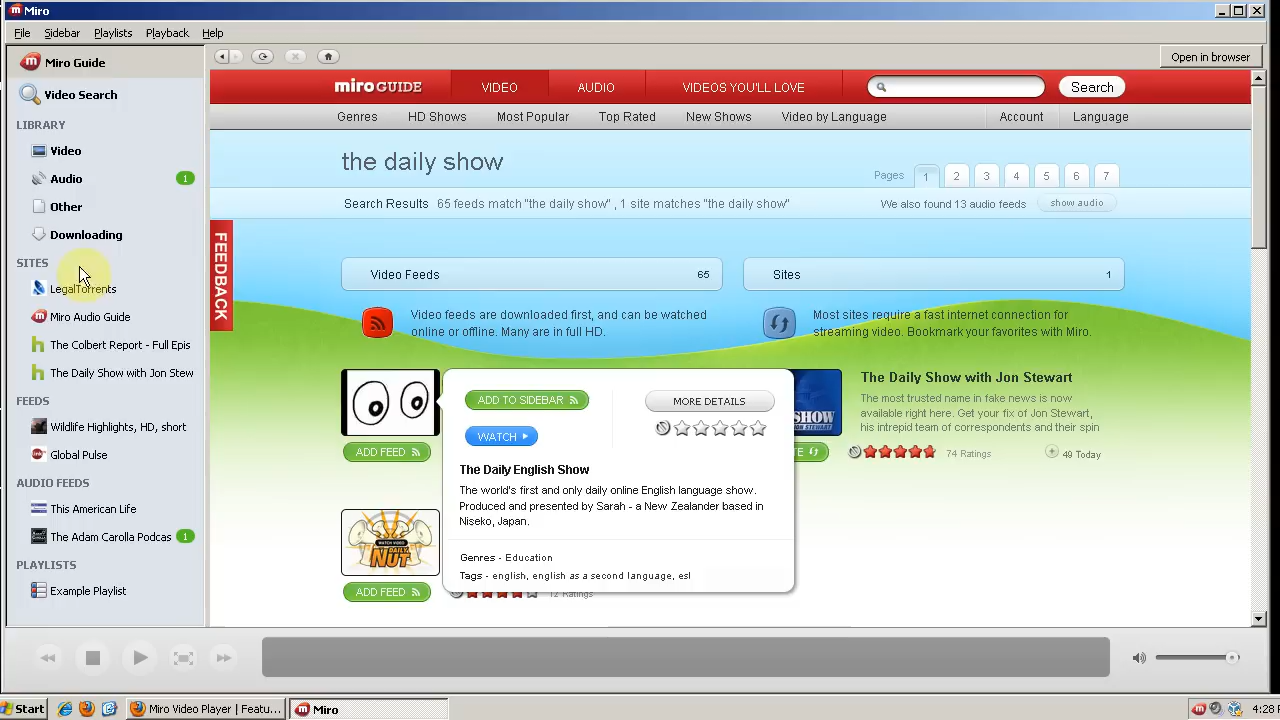 Miro
File Sidebar Playlists Playback Help
Miro Guide
Video Search
LIBRARY
Video
Audio 1
Other
Downloading
SITES
LegalTorrents
Miro Audio Guide
The Colbert Report - Full Epis
The Daily Show with Jon Stew
FEEDS
Wildlife Highlights, HD, short
Global Pulse
AUDIO FEEDS
This American Life
The Adam Carolla Podcas 1
PLAYLISTS
Example Playlist
Open in browser
miro GUIDE VIDEO AUDIO VIDEOS YOU'LL LOVE Search
Genres HD Shows Most Popular Top Rated New Shows Video by Language Account Language
the daily show
Pages 1 2 3 4 5 6 7
Search Results 65 feeds match "the daily show" , 1 site matches "the daily show"
We also found 13 audio feeds show audio
FEEDBACK
Video Feeds 65
Sites 1
Video feeds are downloaded first, and can be watched
online or offline. Many are in full HD.
Most sites require a fast internet connection for
streaming video. Bookmark your favorites with Miro.
ADD FEED
ADD TO SIDEBAR
MORE DETAILS
WATCH
The Daily English Show
The world's first and only daily online English language show.
Produced and presented by Sarah - a New Zealander based in
Niseko, Japan.
Genres - Education
Tags - english, english as a second language, esl
SHOW
The Daily Show with Jon Stewart
The most trusted name in fake news is now
available right here. Get your fix of Jon Stewart,
his intrepid team of correspondents and their spin
74 Ratings
49 Today
WATCH VIDEO
DAILY
NUT
ADD FEED
12 Ratings
Start
Miro Video Player | Featu...
Miro
4:28 P